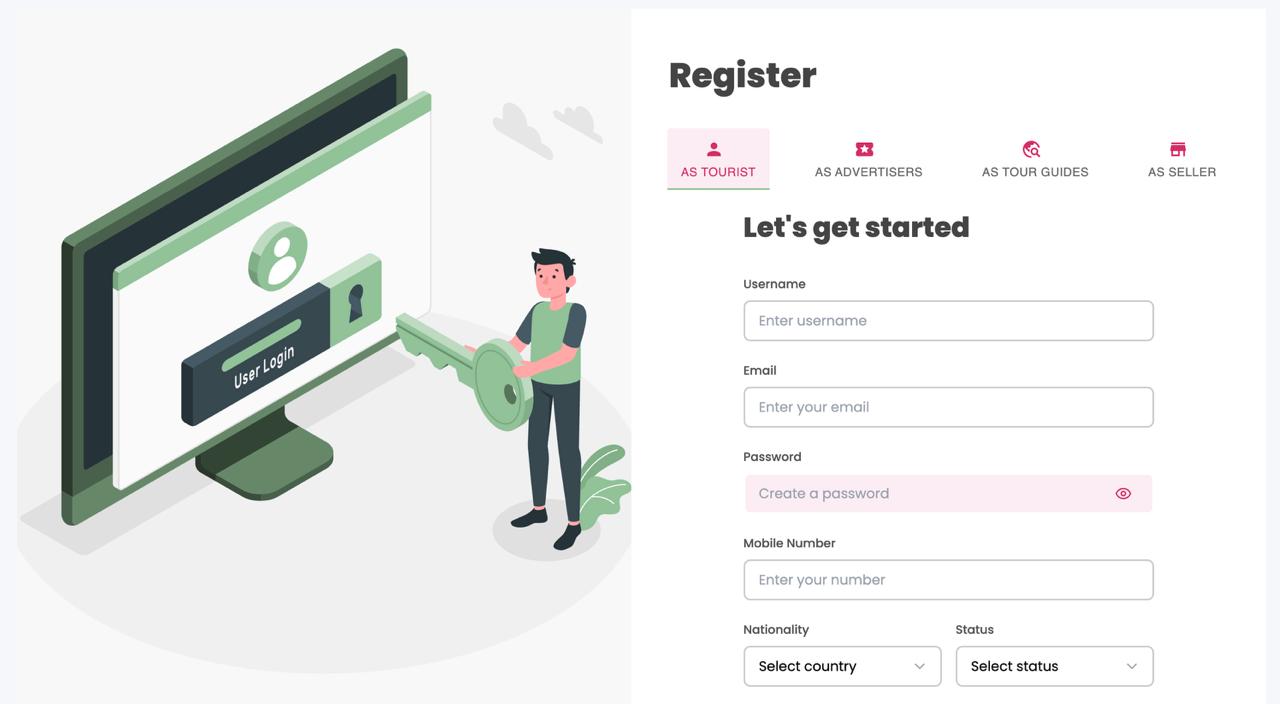 Register
AS TOURIST
AS ADVERTISERS
AS TOUR GUIDES
AS SELLER
Let's get started
Username
Enter username
Email
Enter your email
Password
Create a password
Mobile Number
Enter your number
Nationality
Status
Select country
Select status
User Login